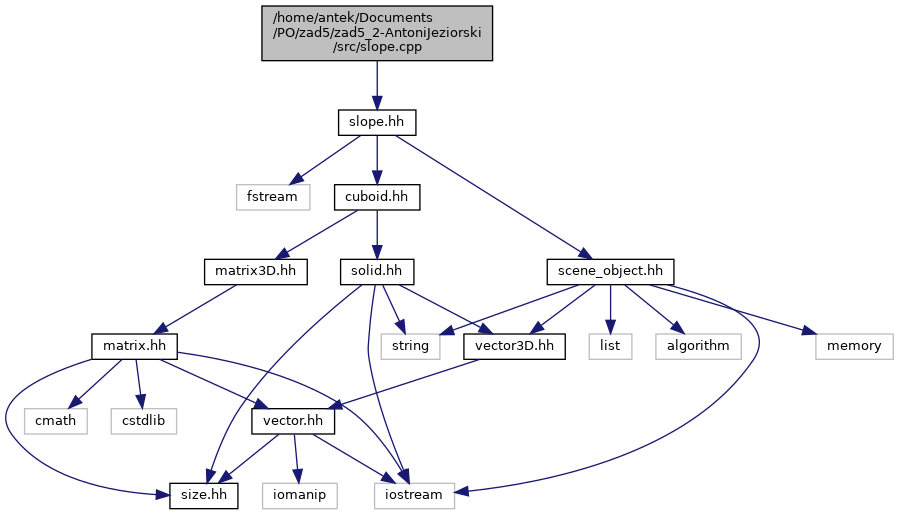 /home/antek/Documents
/PO/zad5/zad5_2-AntoniJeziorski
/src/slope.cpp
slope.hh
fstream
cuboid.hh
matrix3D.hh
solid.hh
scene_object.hh
matrix.hh
string
vector3D.hh
list
algorithm
memory
cmath
cstdlib
vector.hh
size.hh
iomanip
iostream